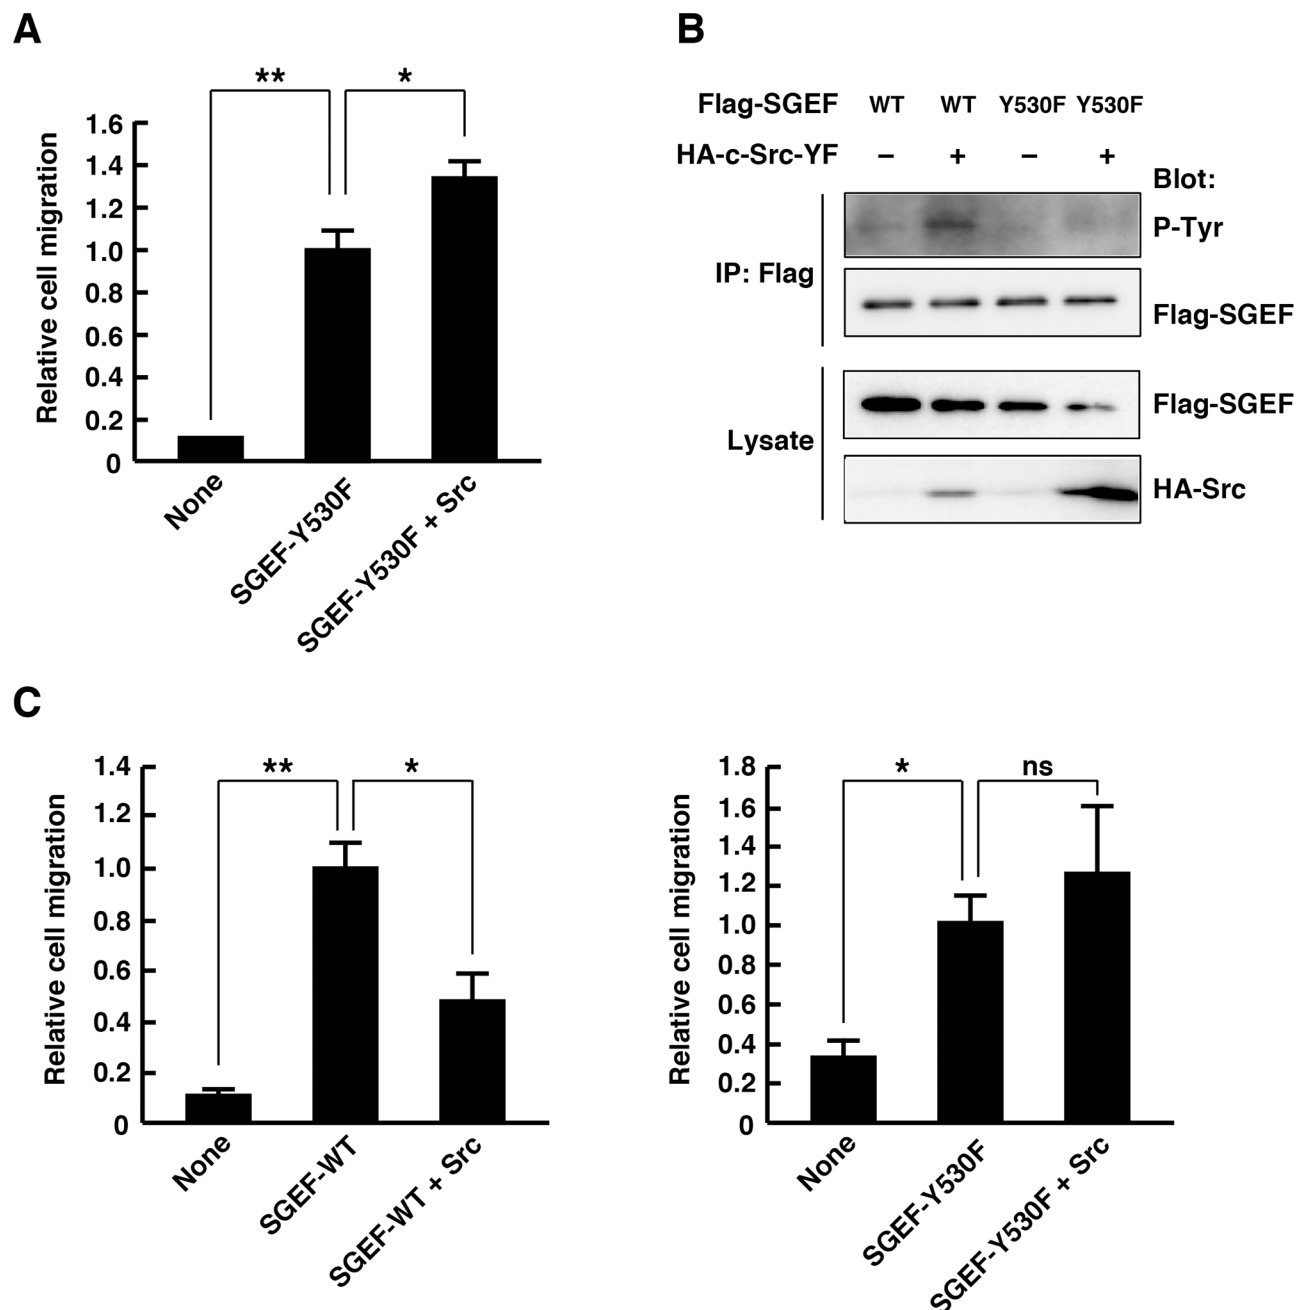 A
** *
Relative cell migration
1.6
1.4
1.2
1.0
0.8
0.6
0.4
0.2
0
None
SGEF-Y530F
SGEF-Y530F + Src
B
Flag-SGEF WT WT Y530F Y530F
HA-c-Src-YF – + – +
Blot:
IP: Flag
P-Tyr
Flag-SGEF
Lysate
Flag-SGEF
HA-Src
C
** *
Relative cell migration
1.4
1.2
1.0
0.8
0.6
0.4
0.2
0
None
SGEF-WT
SGEF-WT + Src
* ns
Relative cell migration
1.8
1.6
1.4
1.2
1.0
0.8
0.6
0.4
0.2
0
None
SGEF-Y530F
SGEF-Y530F + Src